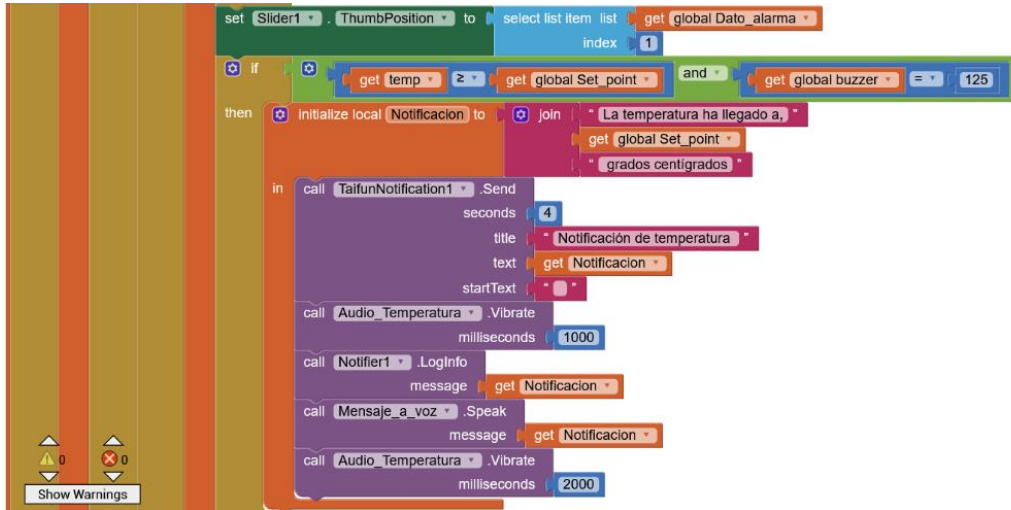 set Slider1 . ThumbPosition to select list item list get global Dato_alarma
index 1
if get temp ≥ get global Set_point and get global buzzer = 125
then initialize local Notificacion to join " La temperatura ha llegado a, "
get global Set_point
" grados centígrados "
in call TaifunNotification1 .Send
seconds 4
title " Notificación de temperatura "
text get Notificacion
startText " "
call Audio_Temperatura .Vibrate
milliseconds 1000
call Notifier1 .LogInfo
message get Notificacion
call Mensaje_a_voz .Speak
message get Notificacion
call Audio_Temperatura .Vibrate
milliseconds 2000
0 0
Show Warnings